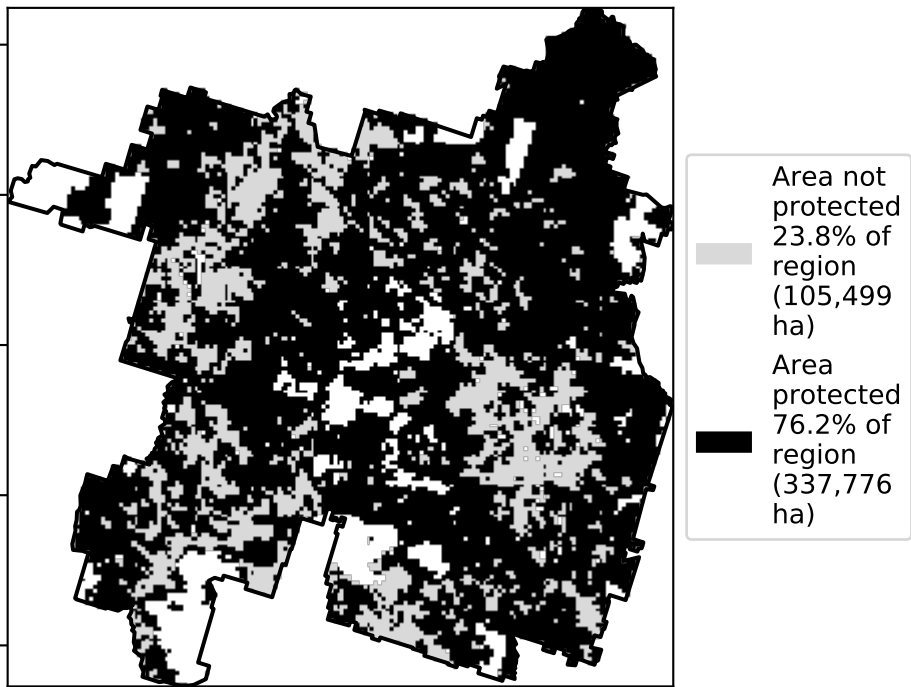 Area not
protected
23.8% of
region
(105,499
ha)
Area
protected
76.2% of
region
(337,776
ha)